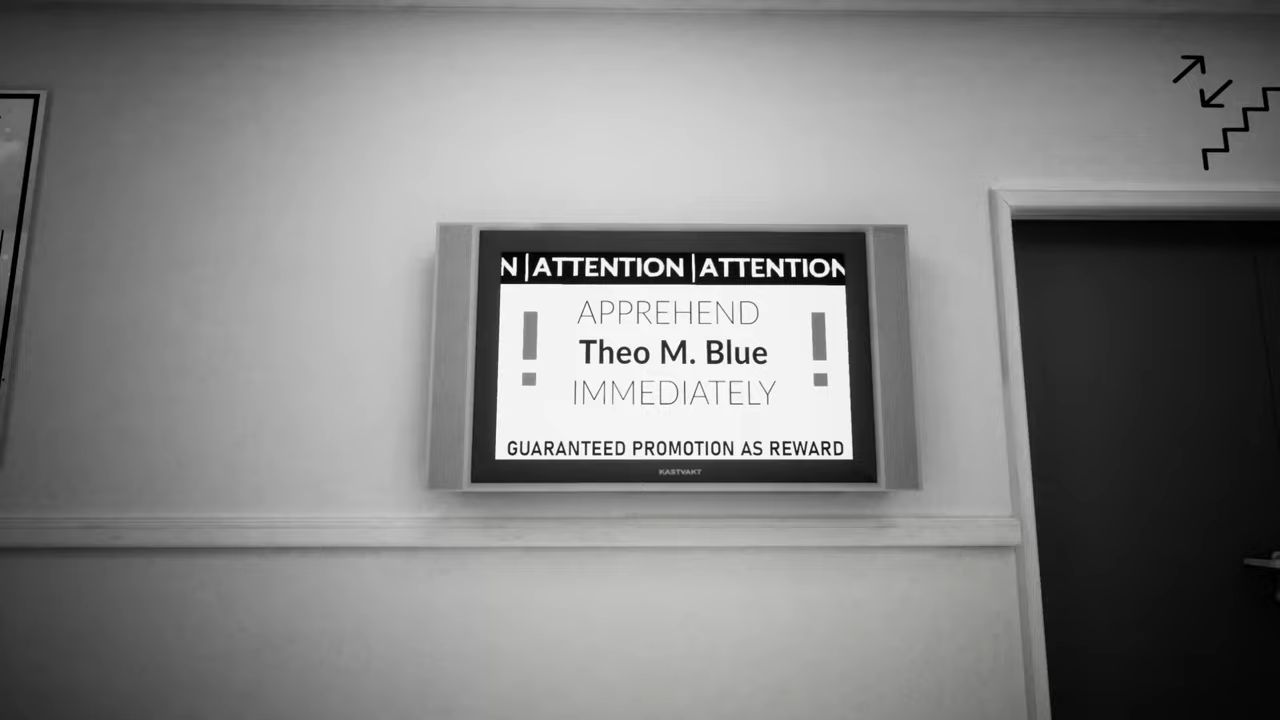 N | ATTENTION | ATTENTION
APPREHEND
Theo M. Blue
IMMEDIATELY
! !
GUARANTEED PROMOTION AS REWARD
KASTVAKT